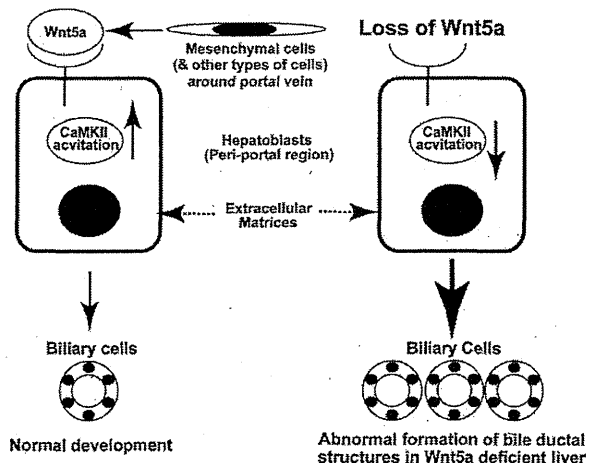 Wnt5a
Mesenchymal cells
(& other types of cells)
around portal vein
Loss of Wnt5a
CaMKII
acvitation
Hepatoblasts
(Peri-portal region)
CaMKII
acvitation
Extracellular
Matrices
Biliary cells
Normal development
Biliary Cells
Abnormal formation of bile ductal
structures in Wnt5a deficient liver